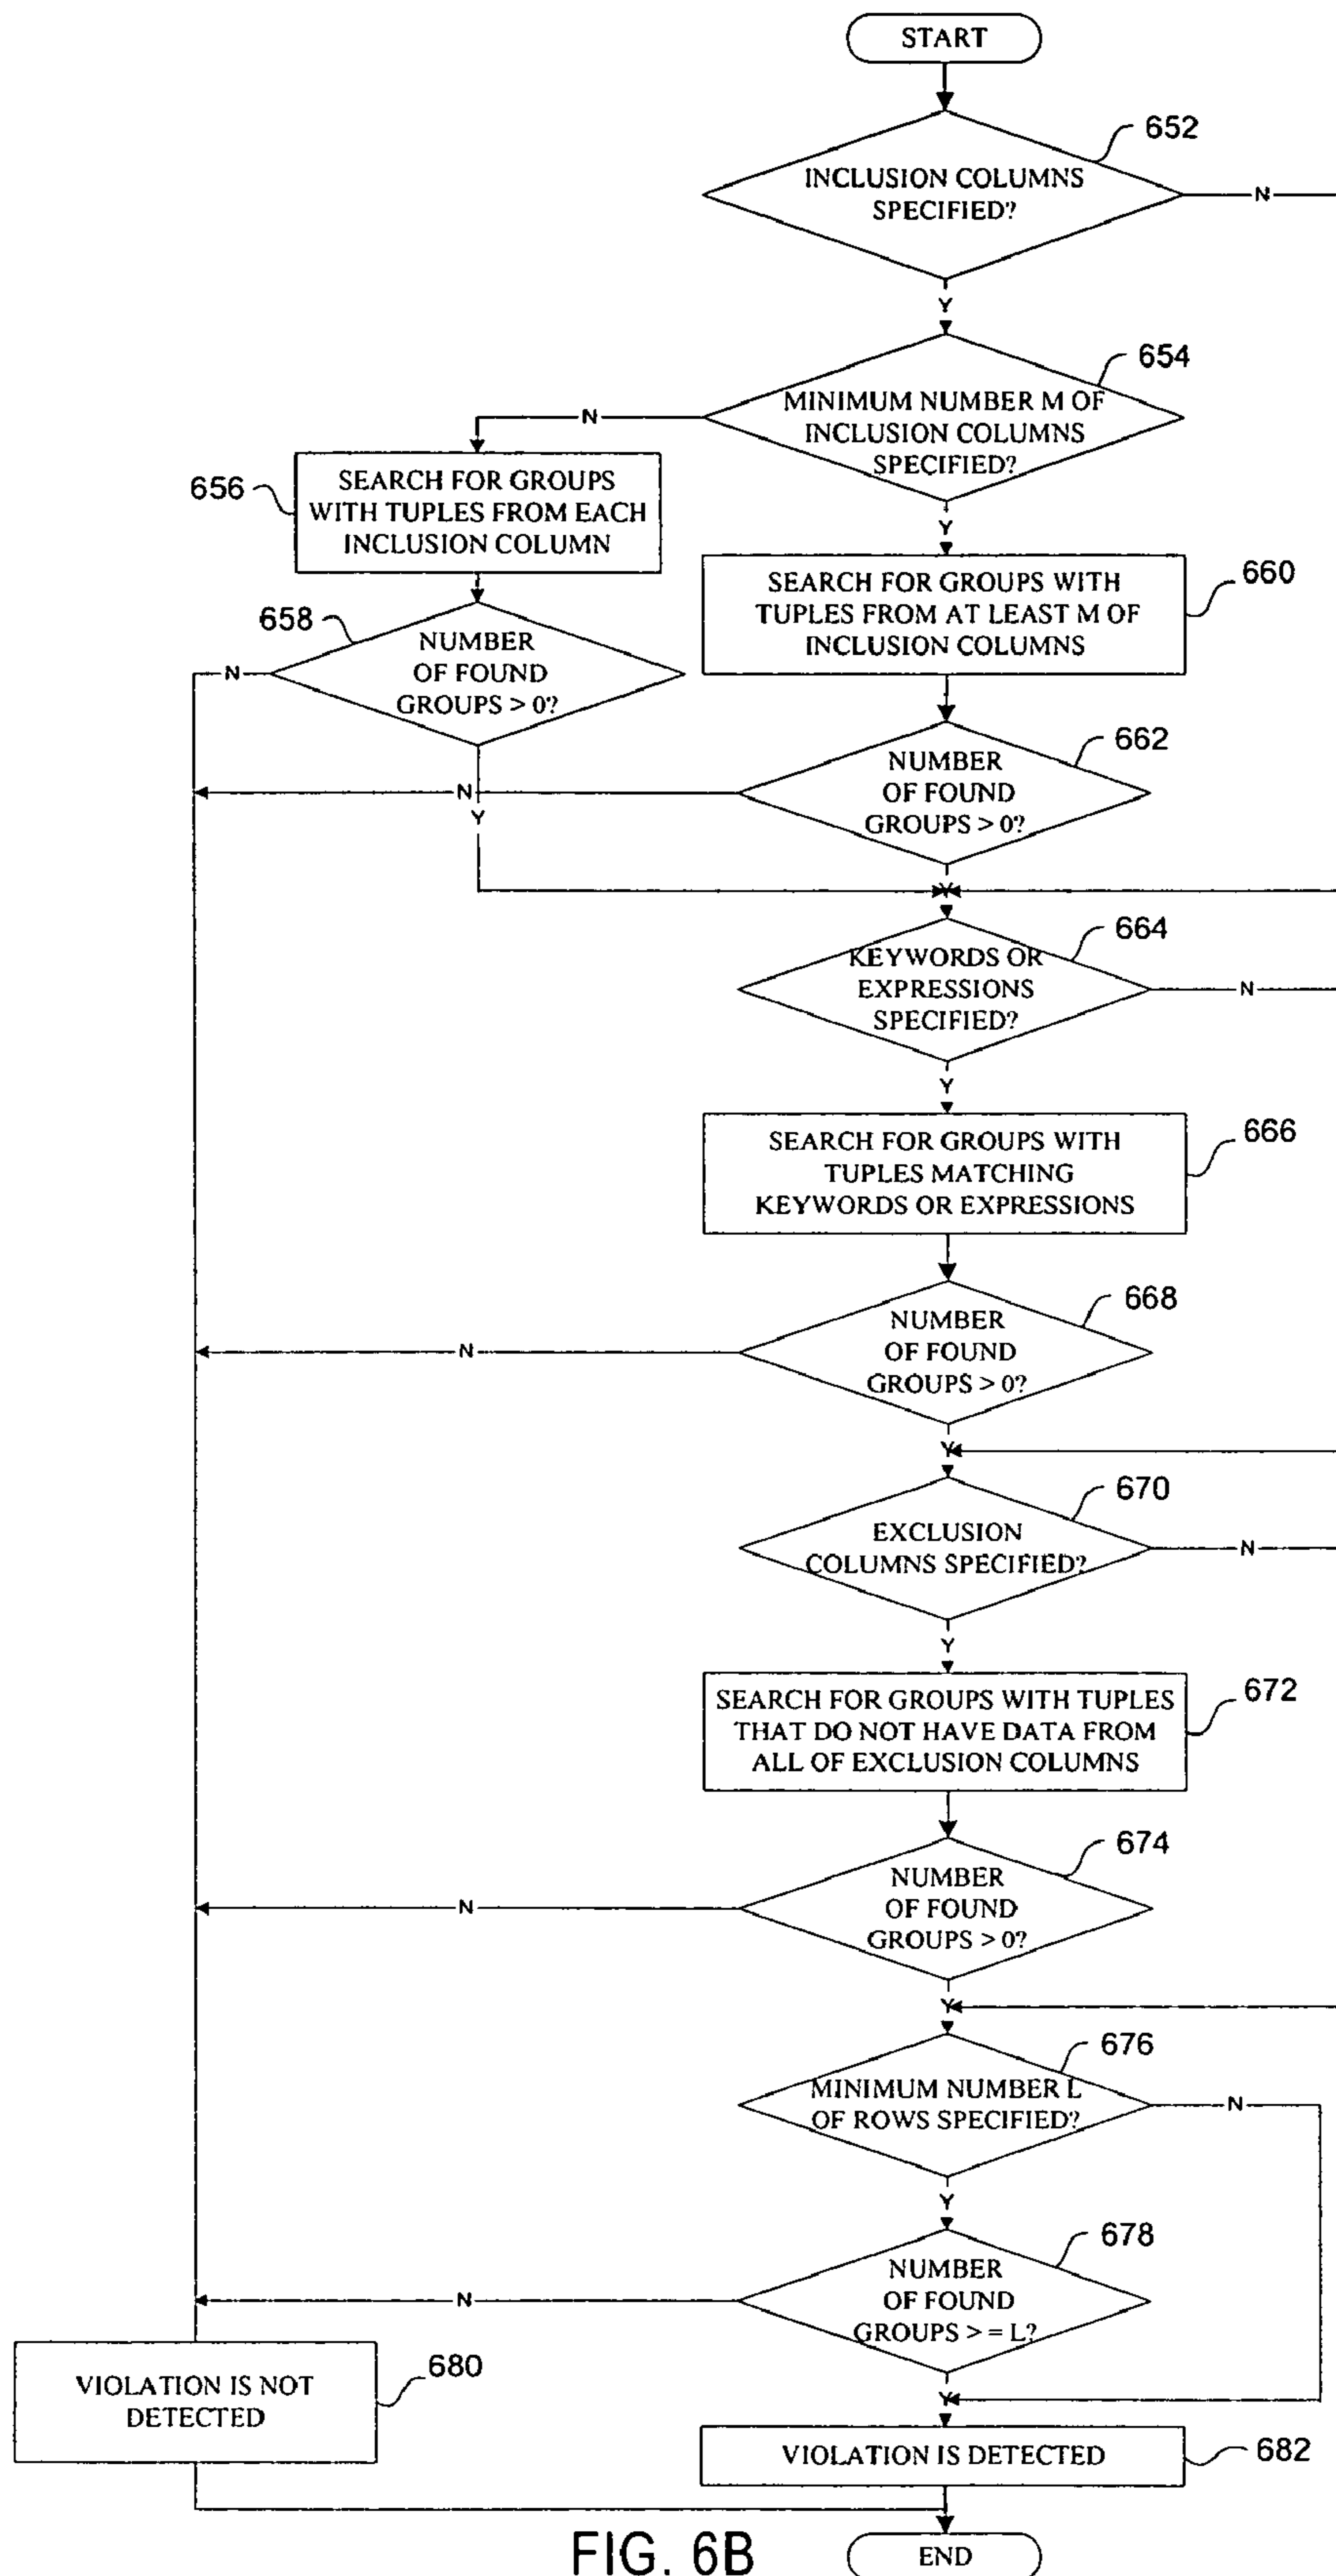 START
652
INCLUSION COLUMNS
SPECIFIED?
N
Y
654
MINIMUM NUMBER M OF
INCLUSION COLUMNS
SPECIFIED?
N
Y
656
SEARCH FOR GROUPS
WITH TUPLES FROM EACH
INCLUSION COLUMN
660
SEARCH FOR GROUPS WITH
TUPLES FROM AT LEAST M OF
INCLUSION COLUMNS
658
NUMBER
OF FOUND
GROUPS > 0?
N
Y
662
NUMBER
OF FOUND
GROUPS > 0?
N
Y
664
KEYWORDS OR
EXPRESSIONS
SPECIFIED?
N
Y
666
SEARCH FOR GROUPS WITH
TUPLES MATCHING
KEYWORDS OR EXPRESSIONS
668
NUMBER
OF FOUND
GROUPS > 0?
N
Y
670
EXCLUSION
COLUMNS SPECIFIED?
N
Y
672
SEARCH FOR GROUPS WITH TUPLES
THAT DO NOT HAVE DATA FROM
ALL OF EXCLUSION COLUMNS
674
NUMBER
OF FOUND
GROUPS > 0?
N
Y
676
MINIMUM NUMBER L
OF ROWS SPECIFIED?
N
Y
678
NUMBER
OF FOUND
GROUPS > = L?
N
Y
680
VIOLATION IS NOT
DETECTED
682
VIOLATION IS DETECTED
END
FIG. 6B